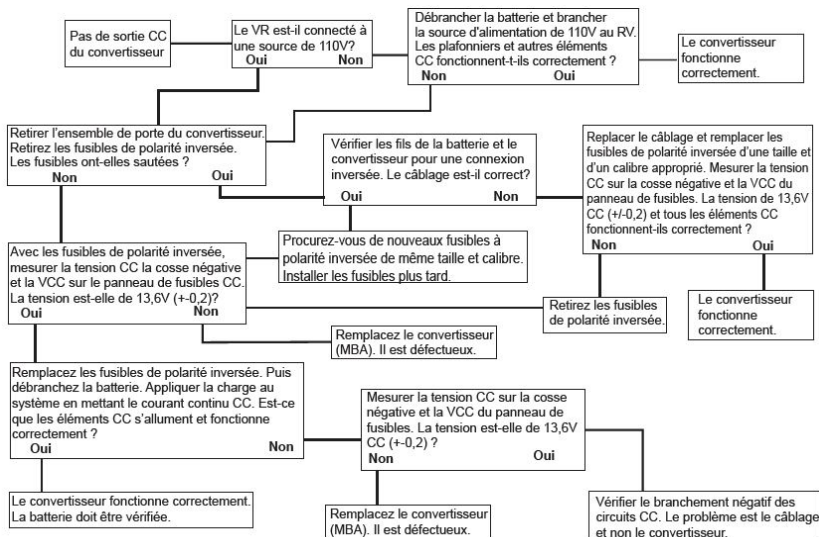 Pas de sortie CC
du convertisseur
Le VR est-il connecté à
une source de 110V?
Oui Non
Débrancher la batterie et brancher
la source d'alimentation de 110V au RV.
Les plafonniers et autres éléments
CC fonctionnent-t-ils correctement ?
Non Oui
Le convertisseur
fonctionne
correctement.
Retirer l'ensemble de porte du convertisseur.
Retirez les fusibles de polarité inversée.
Les fusibles ont-elles sautées ?
Non Oui
Vérifier les fils de la batterie et le
convertisseur pour une connexion
inversée. Le câblage est-il correct?
Oui Non
Replacer le câblage et remplacer les
fusibles de polarité inversée d'une taille et
d'un calibre approprié. Mesurer la tension
CC sur la cosse négative et la VCC du
panneau de fusibles. La tension de 13,6V
CC (+/-0,2) et tous les éléments CC
fonctionnent-ils correctement ?
Non Oui
Avec les fusibles de polarité inversée,
mesurer la tension CC la cosse négative
et la VCC sur le panneau de fusibles CC.
La tension est-elle de 13,6V (+-0,2)?
Oui Non
Procurez-vous de nouveaux fusibles à
polarité inversée de même taille et calibre.
Installer les fusibles plus tard.
Retirez les fusibles
de polarité inversée.
Le convertisseur
fonctionne
correctement.
Remplacez le convertisseur
(MBA). Il est défectueux.
Remplacez les fusibles de polarité inversée. Puis
débranchez la batterie. Appliquer la charge au
système en mettant le courant continu CC. Est-ce
que les éléments CC s'allument et fonctionne
correctement ?
Oui Non
Mesurer la tension CC sur la cosse
négative et la VCC du panneau de
fusibles. La tension est-elle de 13,6V
CC (+-0,2) ?
Non Oui
Le convertisseur fonctionne correctement.
La batterie doit être vérifiée.
Remplacez le convertisseur
(MBA). Il est défectueux.
Vérifier le branchement négatif des
circuits CC. Le problème est le câblage
et non le convertisseur.